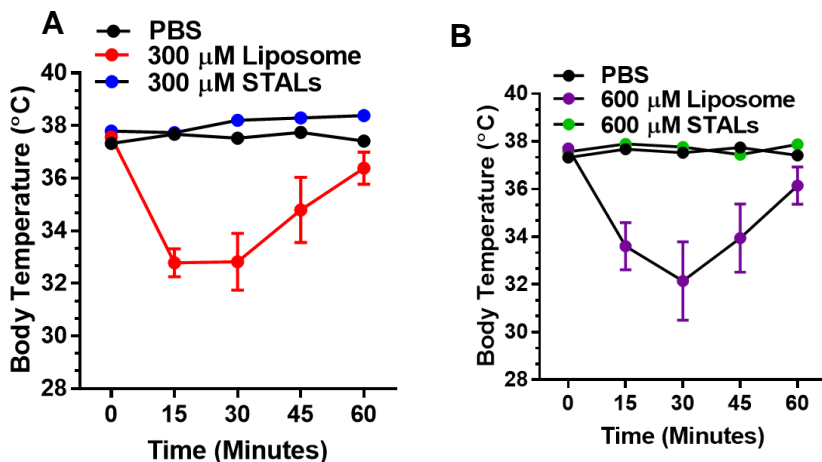 A
PBS
300 μM Liposome
300 μM STALs
Body Temperature (°C)
40
38
36
34
32
30
28
0 15 30 45 60
Time (Minutes)
B
PBS
600 μM Liposome
600 μM STALs
Body Temperature (°C)
40
38
36
34
32
30
28
0 15 30 45 60
Time (Minutes)